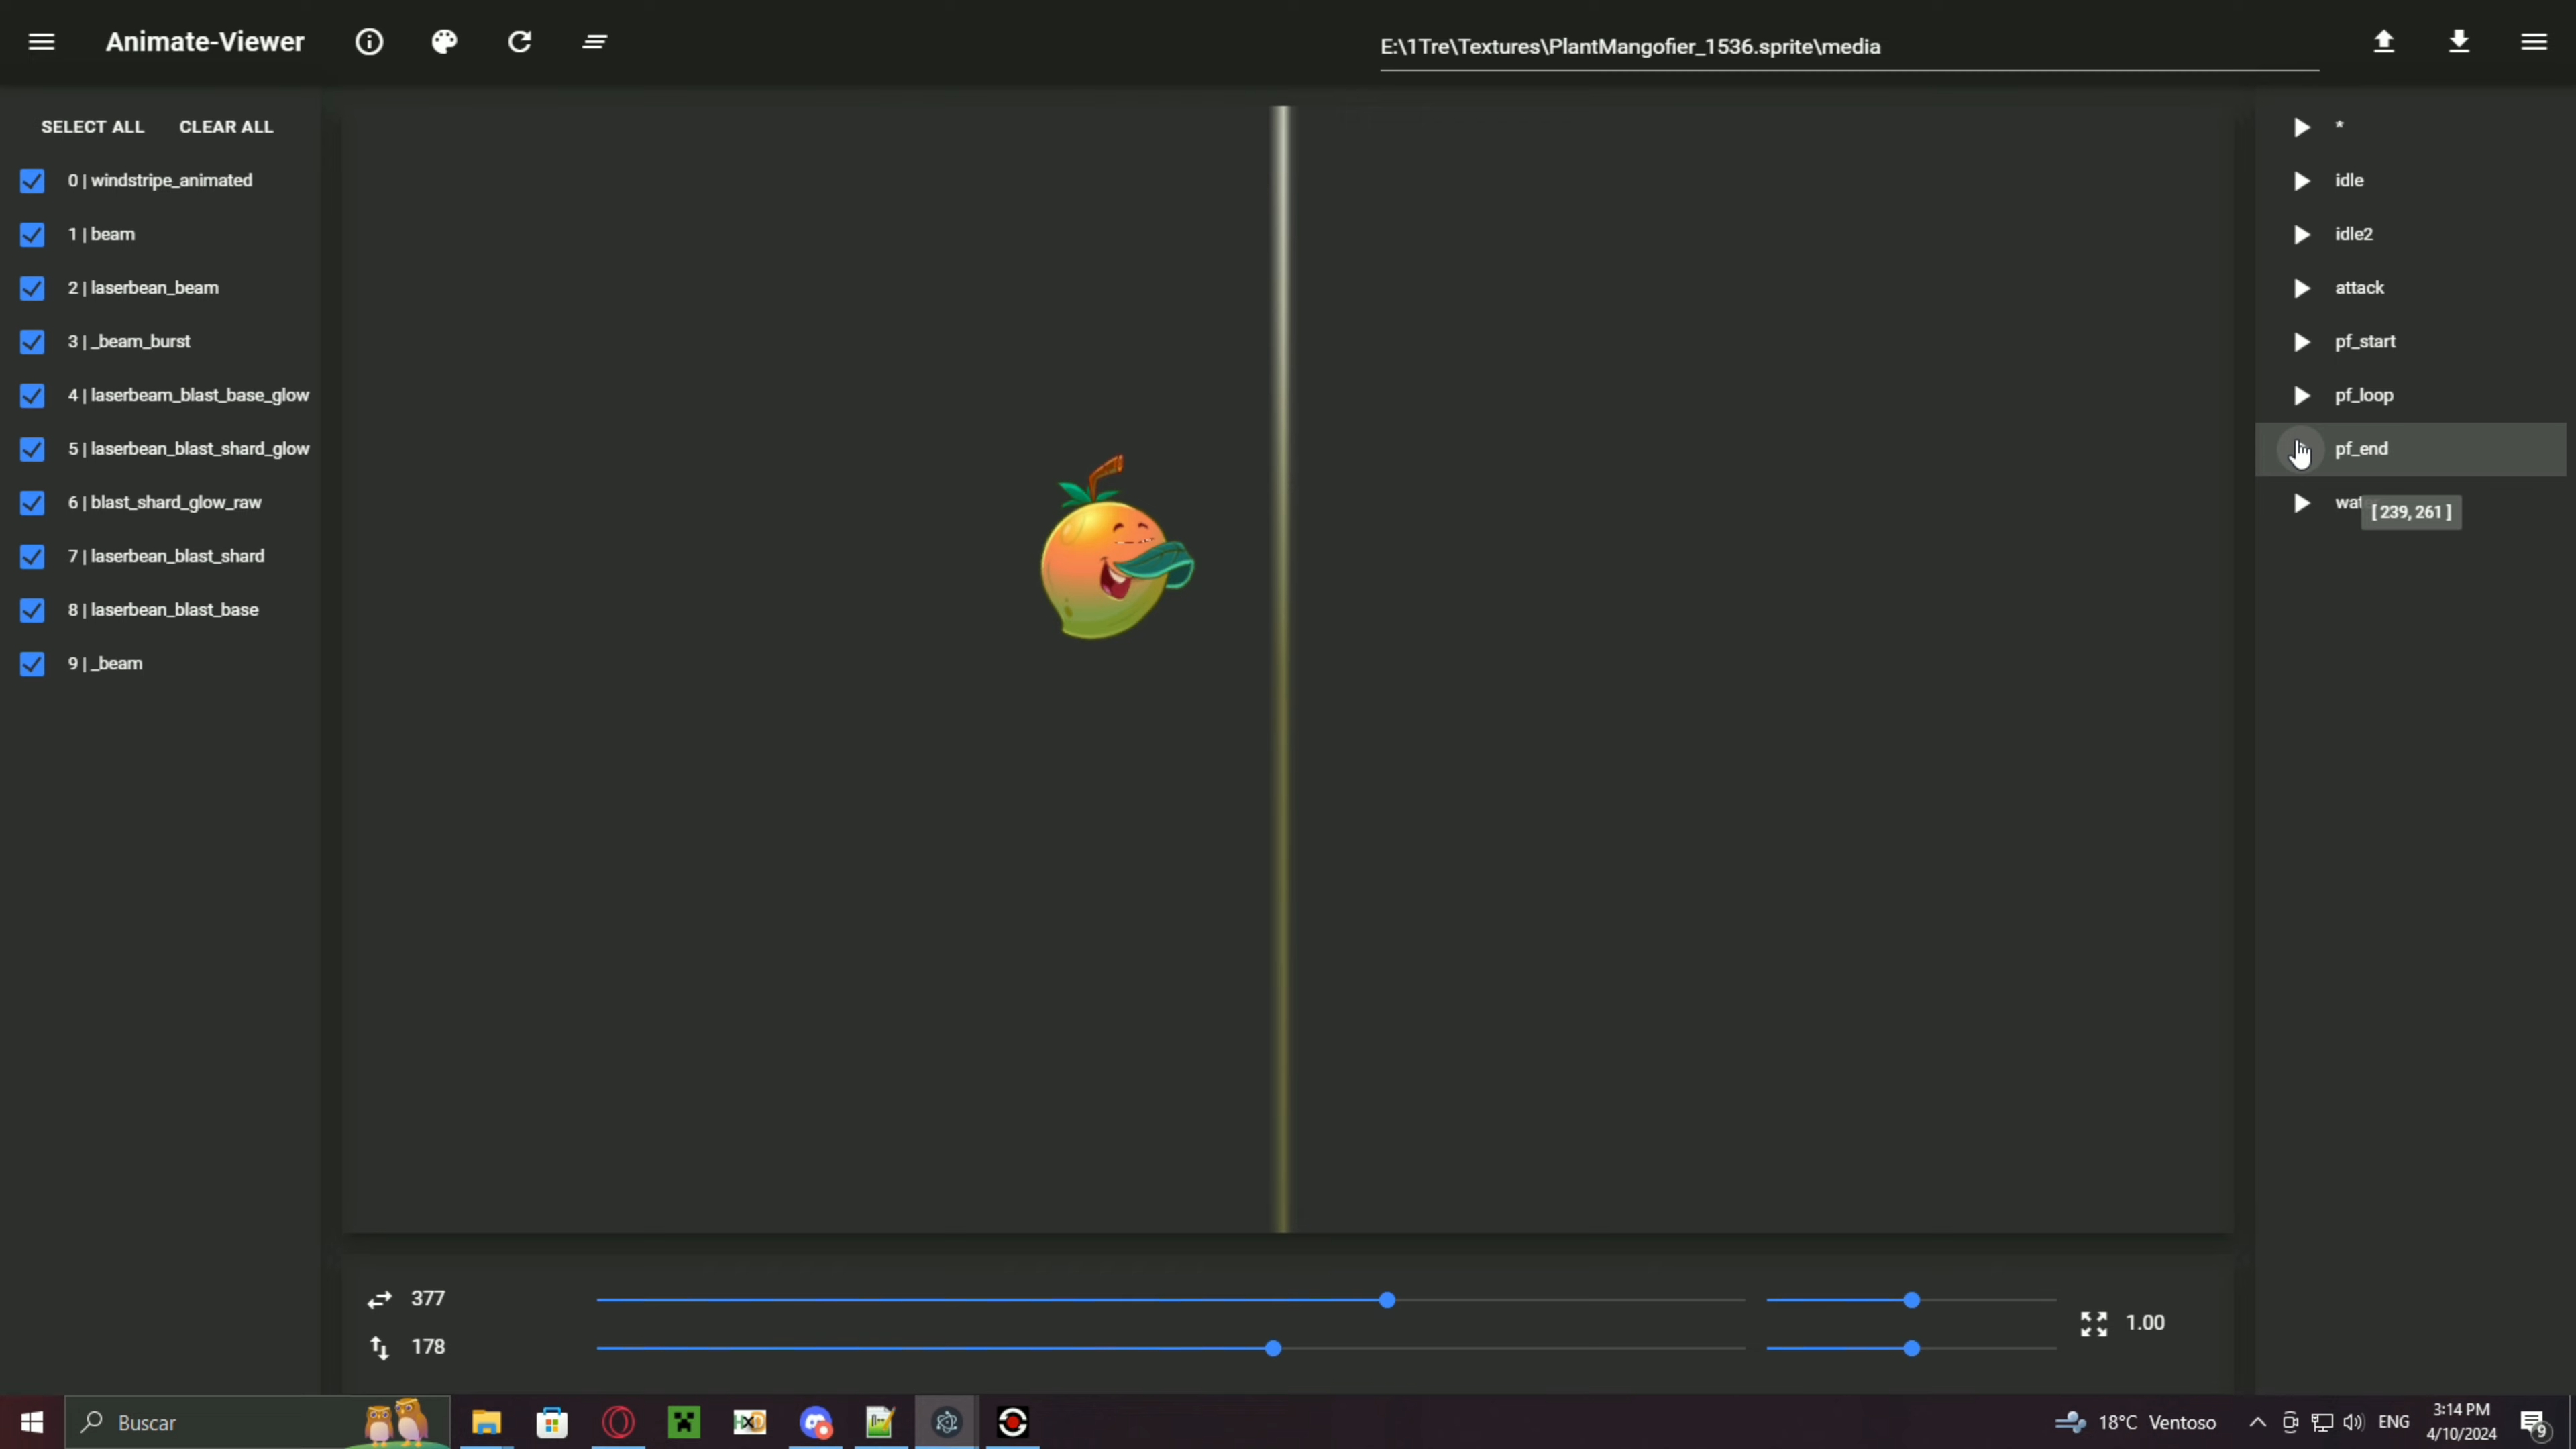 Animate-Viewer
E:\1Tre\Textures\PlantMangofier_1536.sprite\media
SELECT ALL CLEAR ALL
0 | windstripe_animated
1 | beam
2 | laserbean_beam
3 | _beam_burst
4 | laserbeam_blast_base_glow
5 | laserbean_blast_shard_glow
6 | blast_shard_glow_raw
7 | laserbean_blast_shard
8 | laserbean_blast_base
9 | _beam
*
idle
idle2
attack
pf_start
pf_loop
pf_end
[ 239, 261 ]
377
178
1.00
Buscar
HXD
18°C Ventoso
ENG
3:14 PM
4/10/2024
9